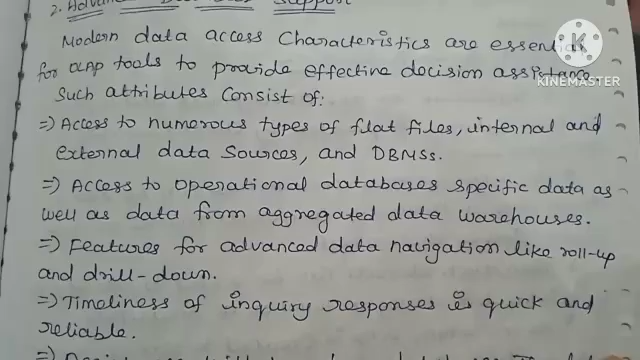 2. Support
Modern data access characteristics are essential
for OLAP tools to provide effective decision assistance
Such attributes consist of:
=) Access to numerous types of flat files, internal and
external data sources, and DBMSs.
=) Access to operational databases specific data as
well as data from aggregated data warehouses.
=) Features for advanced data navigation like roll-up
and drill-down.
=) Timeliness of inquiry responses is quick and
reliable.
KINEMASTER